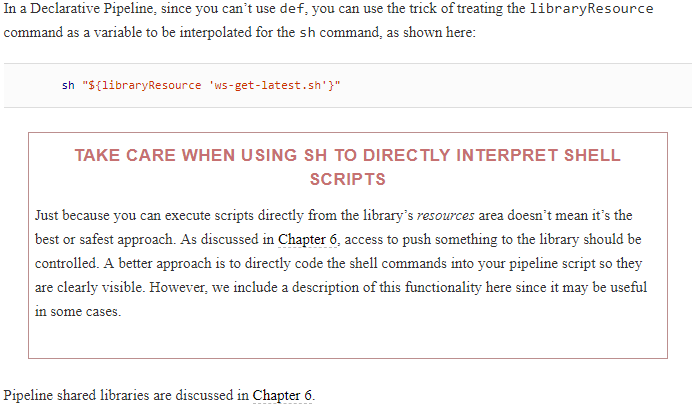 In a Declarative Pipeline, since you can’t use def, you can use the trick of treating the libraryResource
command as a variable to be interpolated for the sh command, as shown here:
sh "${libraryResource 'ws-get-latest.sh'}"
TAKE CARE WHEN USING SH TO DIRECTLY INTERPRET SHELL
SCRIPTS
Just because you can execute scripts directly from the library’s resources area doesn’t mean it’s the
best or safest approach. As discussed in Chapter 6, access to push something to the library should be
controlled. A better approach is to directly code the shell commands into your pipeline script so they
are clearly visible. However, we include a description of this functionality here since it may be useful
in some cases.
Pipeline shared libraries are discussed in Chapter 6.